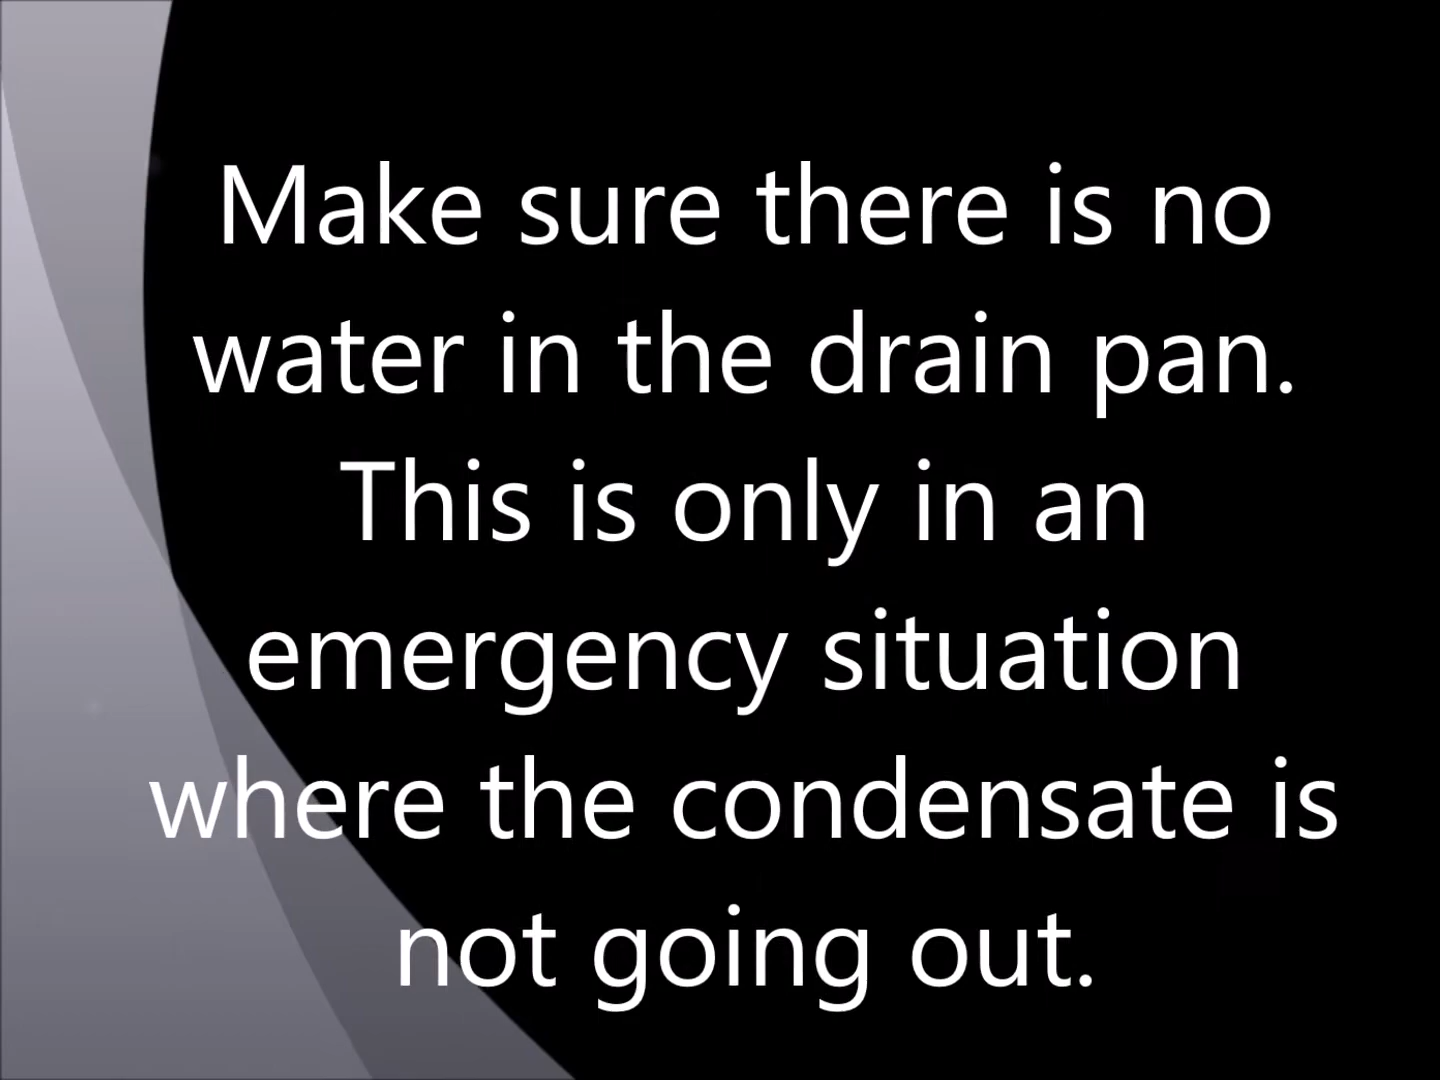 Make sure there is no
water in the drain pan.
This is only in an
emergency situation
where the condensate is
not going out.